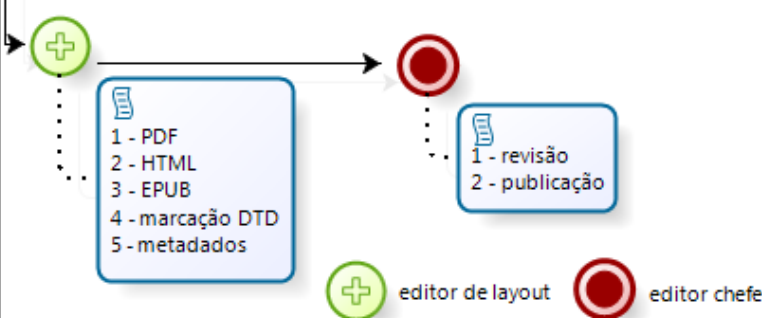 1 - PDF
2 - HTML
3 - EPUB
4 - marcação DTD
5 - metadados
1 - revisão
2 - publicação
editor de layout
editor chefe